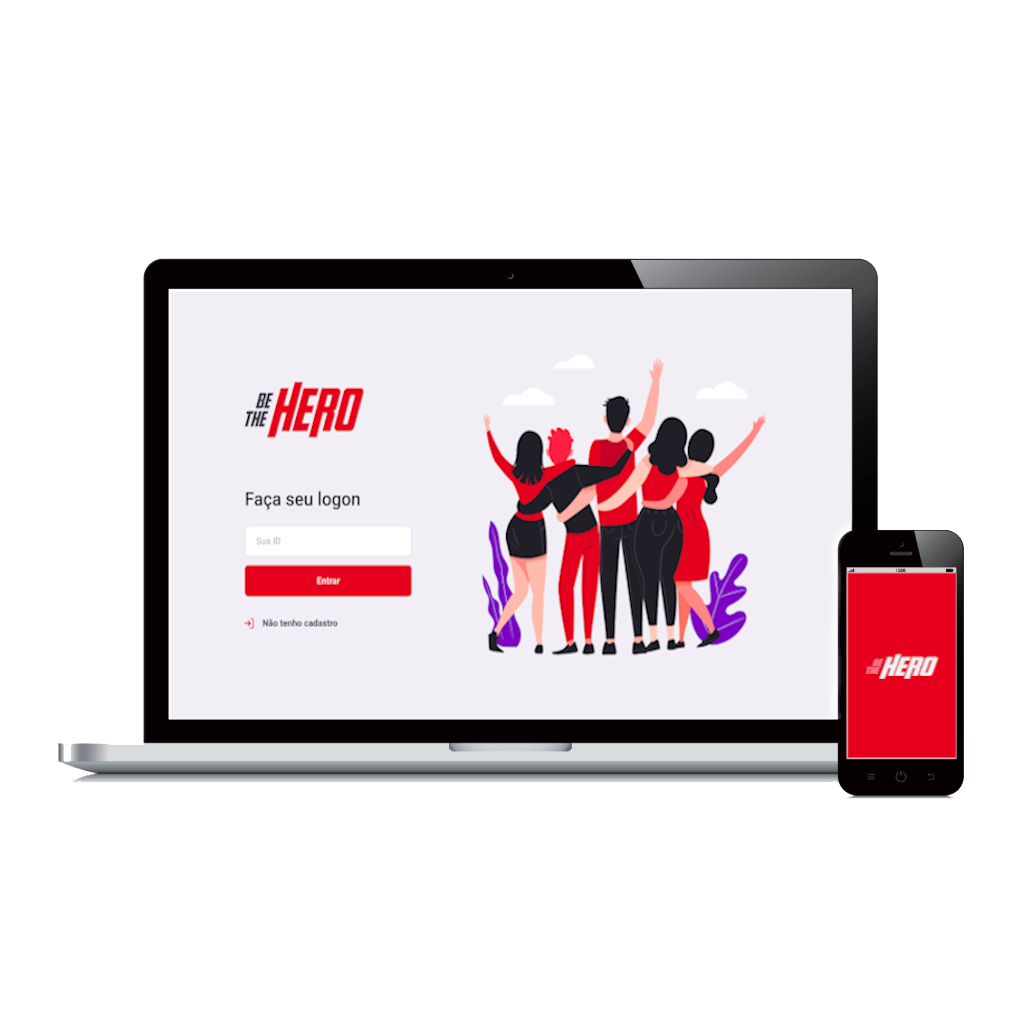 BE
THE HERO
Faça seu logon
Sua ID
Entrar
Não tenho cadastro
12:00
BE
THE HERO